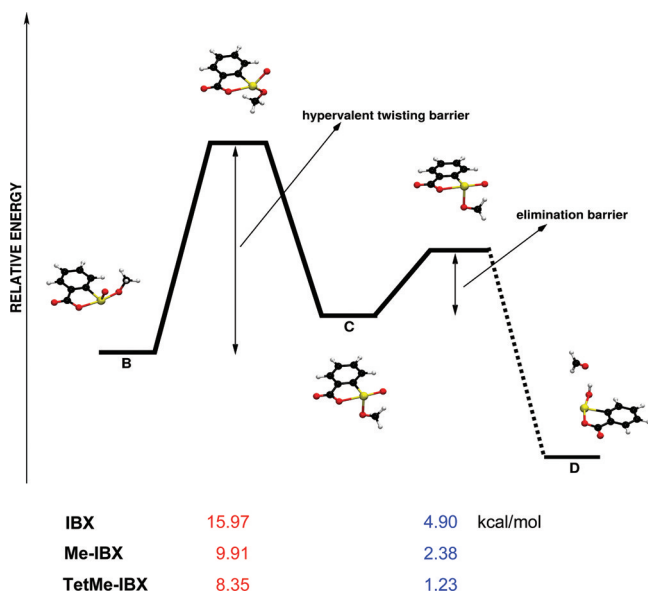 hypervalent twisting barrier
elimination barrier
RELATIVE ENERGY
B
C
D
IBX 15.97 4.90 kcal/mol
Me-IBX 9.91 2.38
TetMe-IBX 8.35 1.23